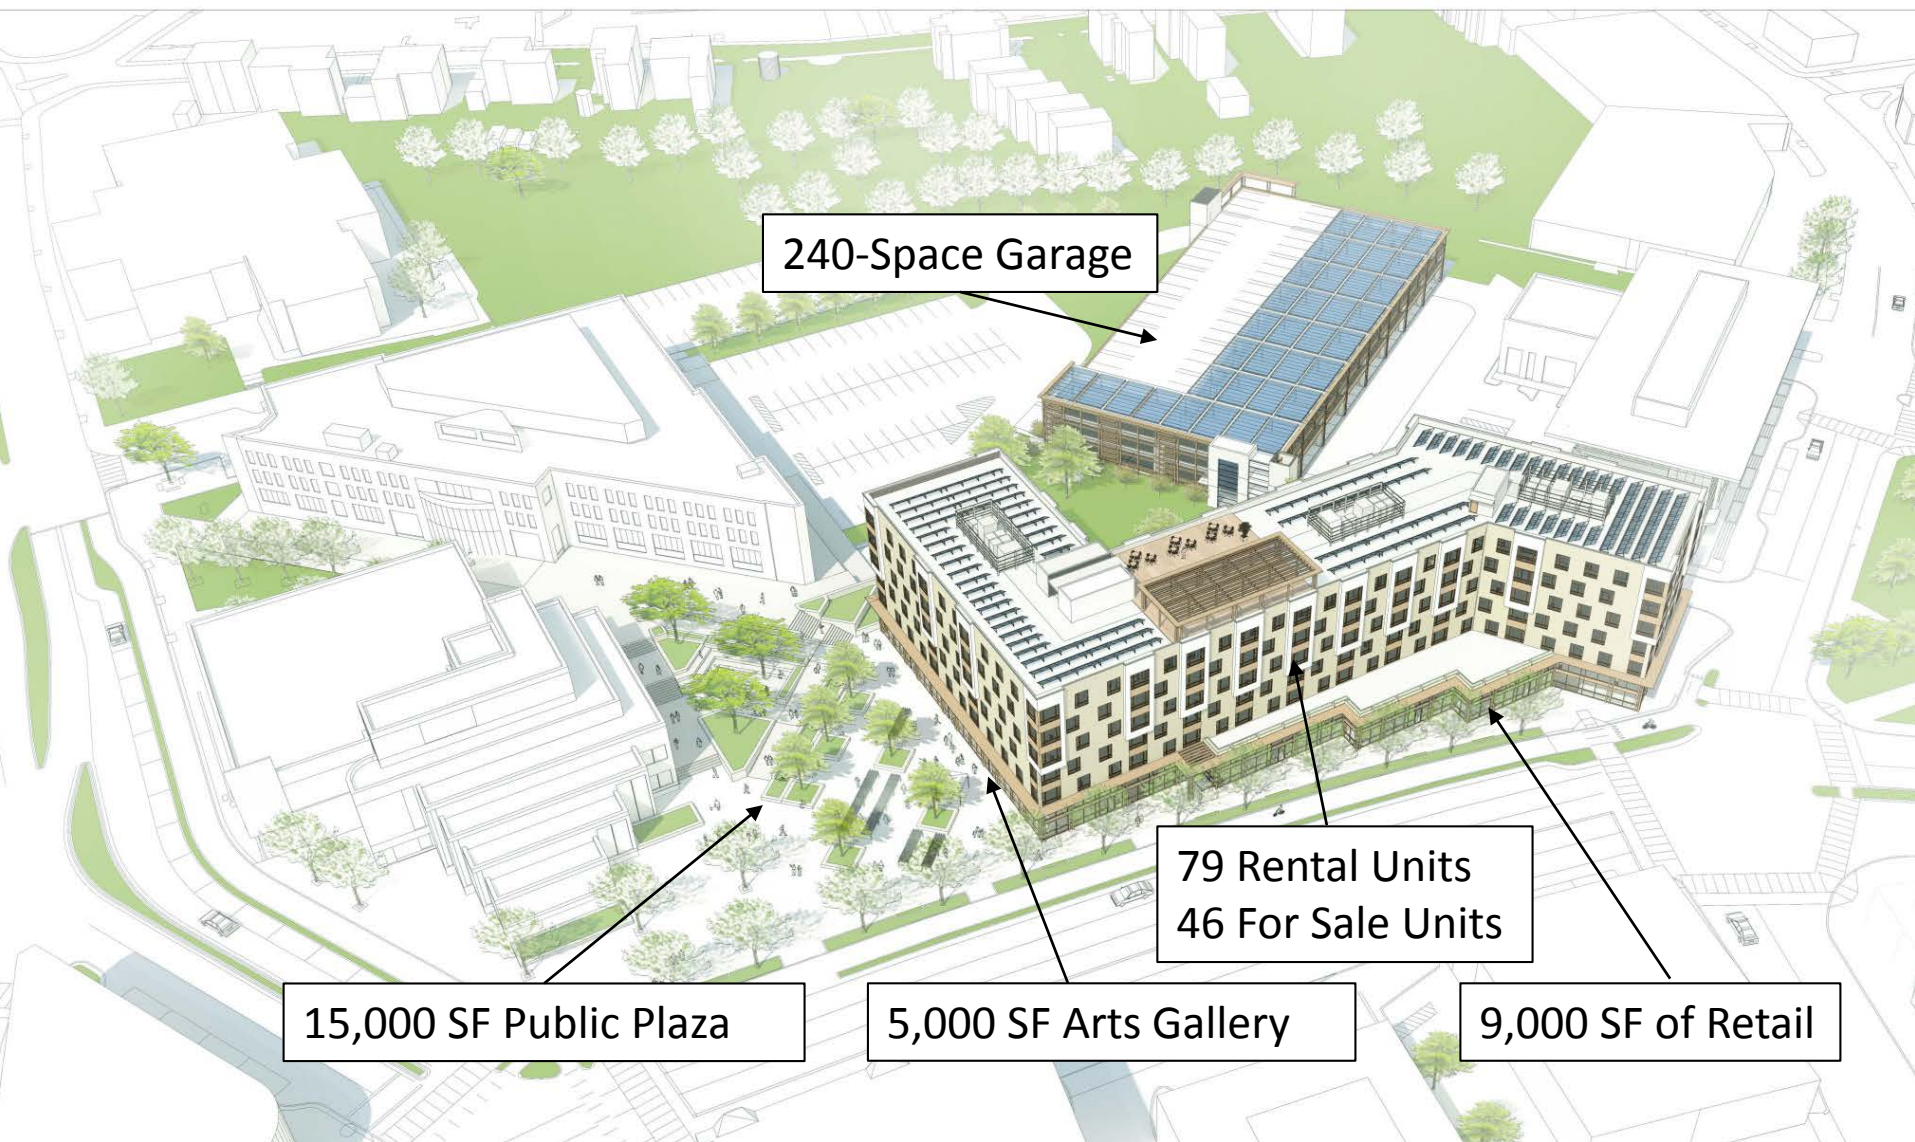 240-Space Garage
79 Rental Units
46 For Sale Units
15,000 SF Public Plaza
5,000 SF Arts Gallery
9,000 SF of Retail